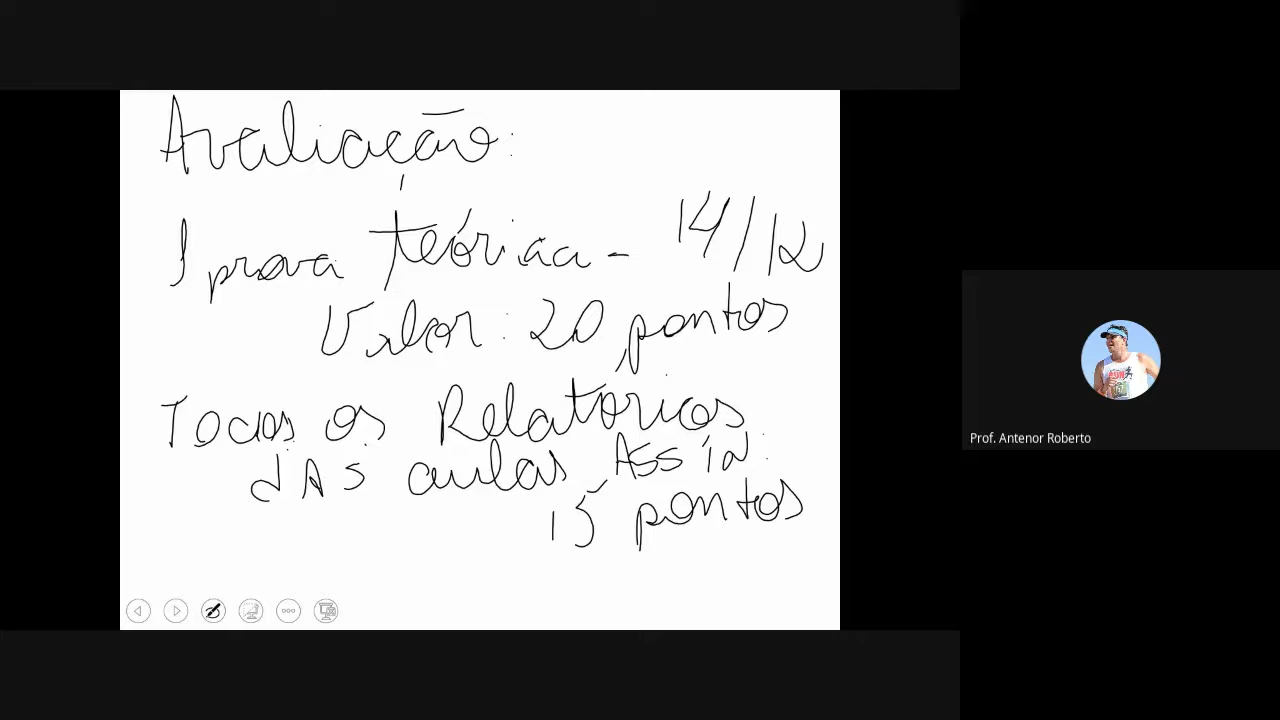 Avaliação:
1 prova teórica - 14/12
Valor: 20 pontos
Todos os Relatórios
dAS aulas Assín.:
15 pontos
Prof. Antenor Roberto